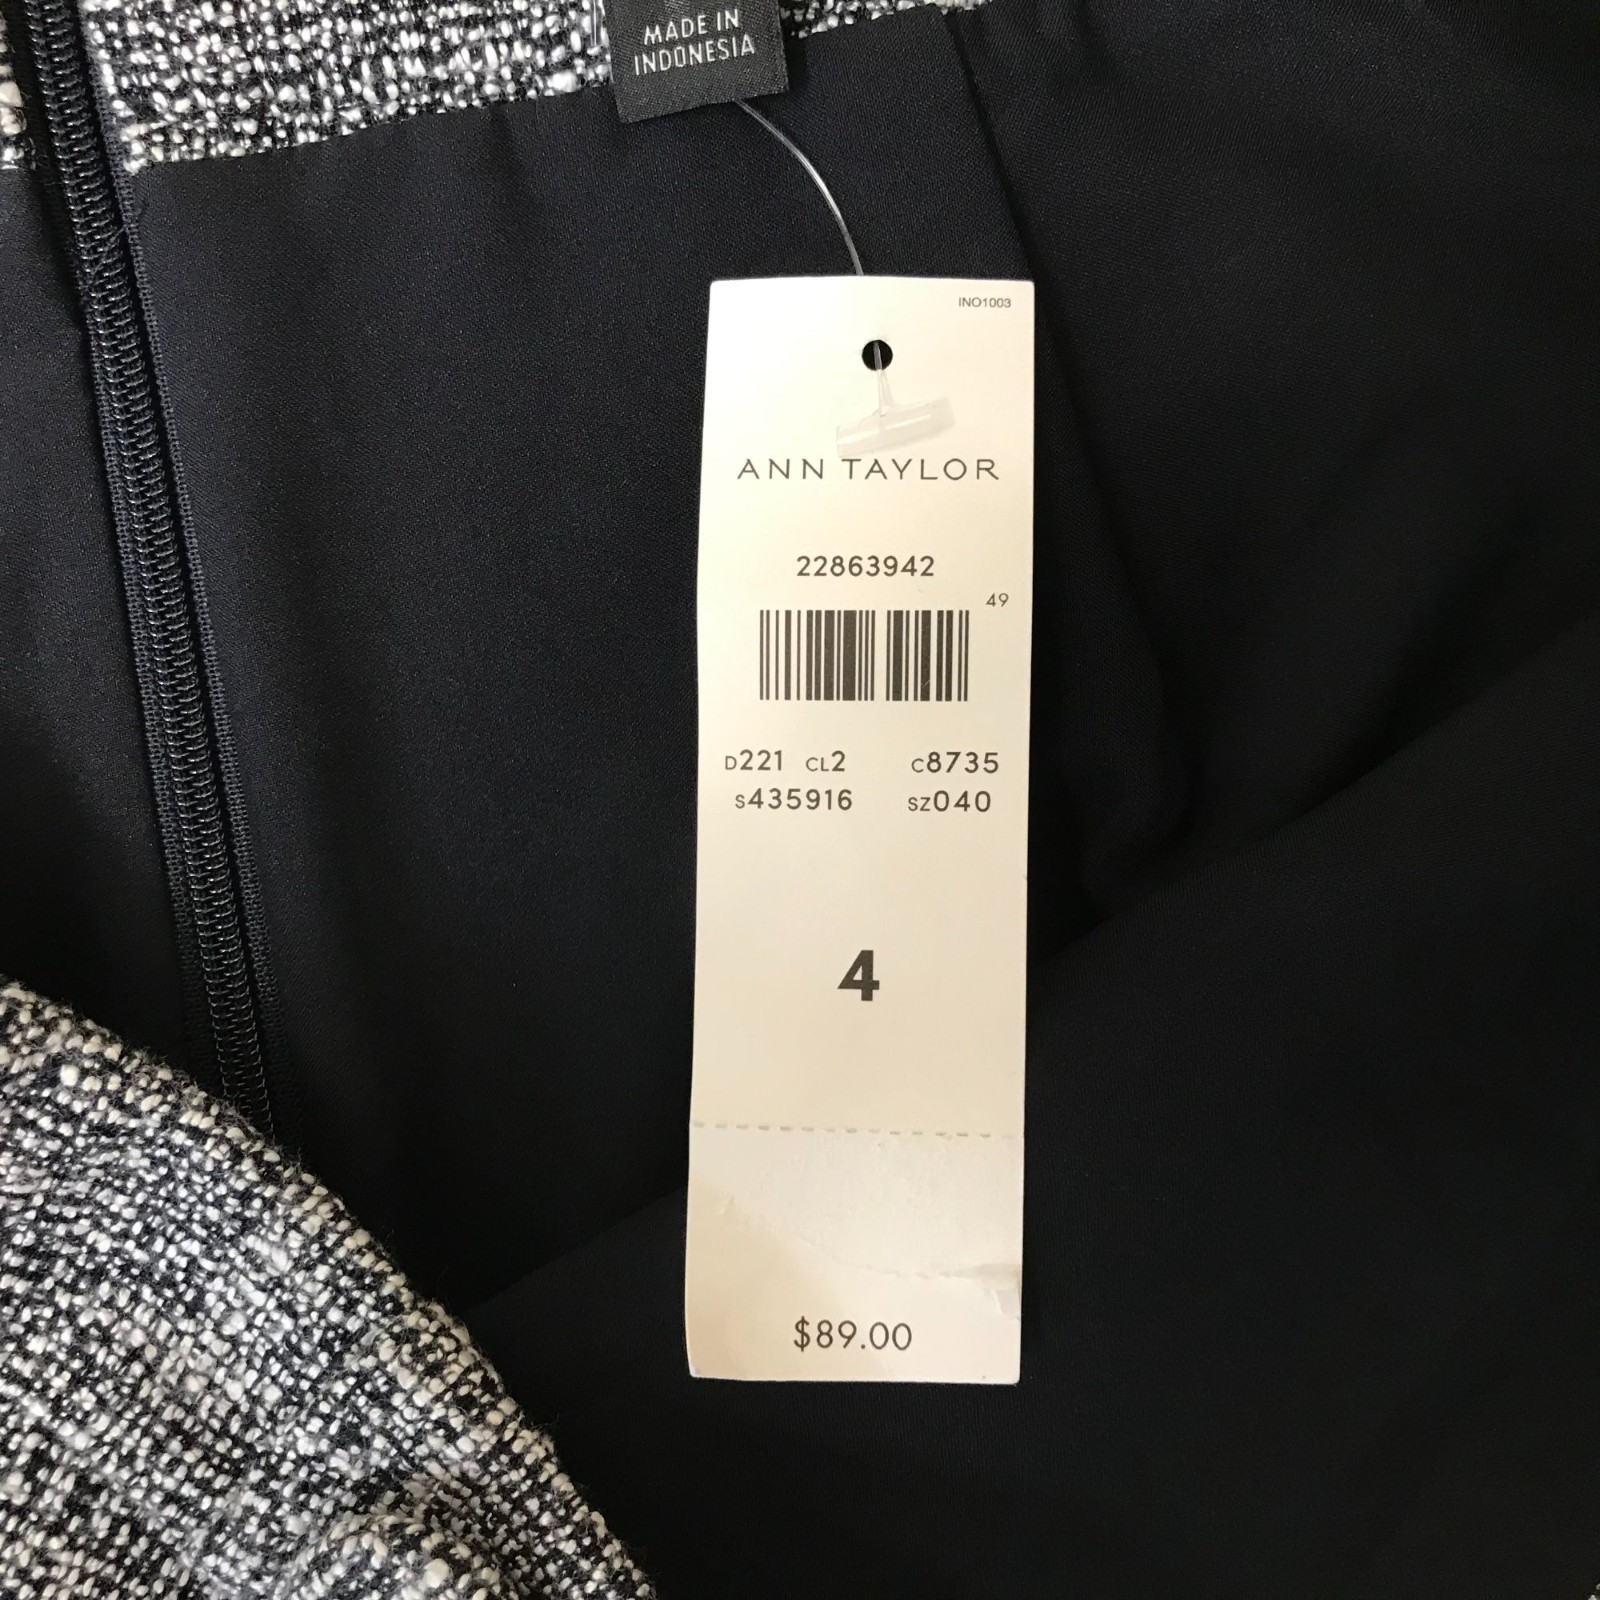 MADE IN
INDONESIA
INO1003
ANN TAYLOR
22863942
49
D221 CL2 C8735
S435916 SZ040
4
$89.00